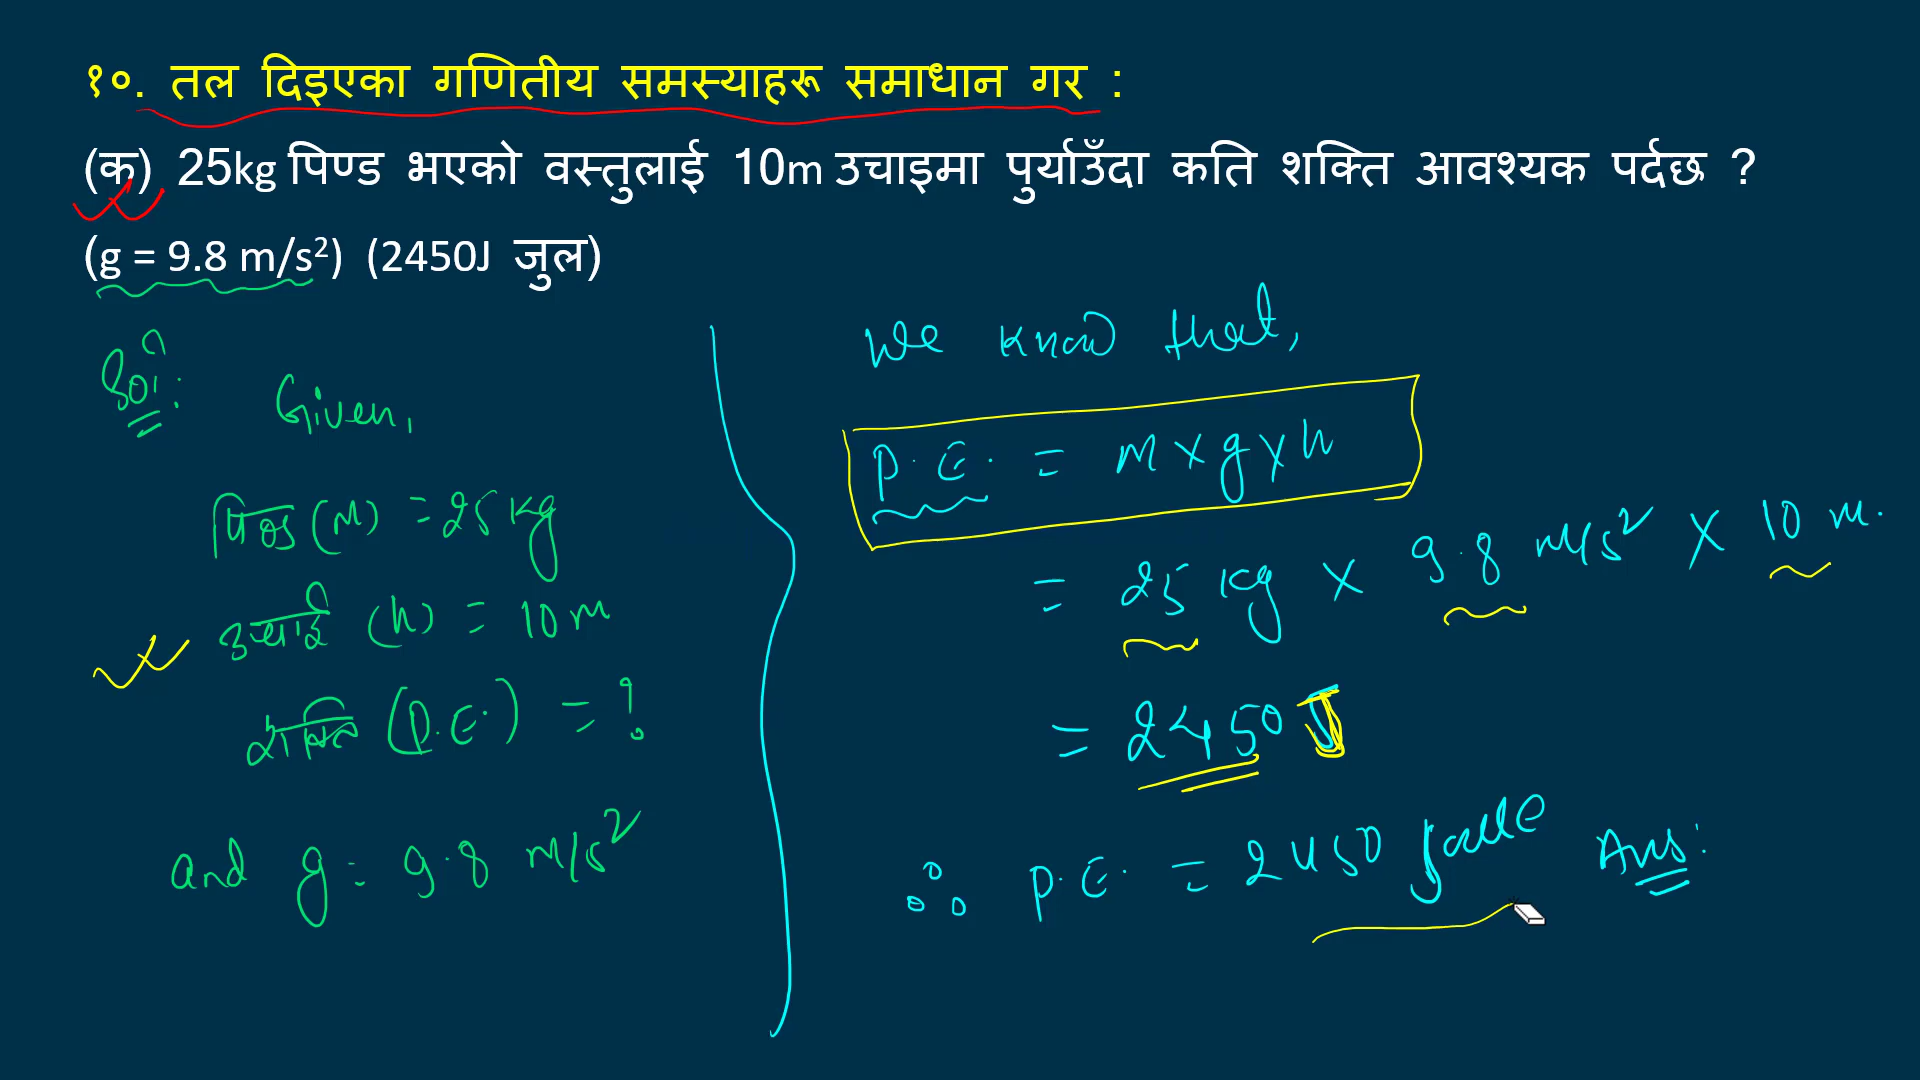 १०. तल दिइएका गणितीय समस्याहरू समाधान गर :
(क) 25kg पिण्ड भएको वस्तुलाई 10m उचाइमा पुर्याउँदा कति शक्ति आवश्यक पर्दछ ?
(g = 9.8 m/s²) (2450J जुल)
Solⁿ:
Given,
पिण्ड (m) = 25 kg
उचाई (h) = 10 m
शक्ति (P.E.) = ?
and g = 9.8 m/s²
We know that,
P.E. = m x g x h
= 25 kg x 9.8 m/s² x 10 m.
= 2450 J
∴ P.E. = 2450 Joule Ans: